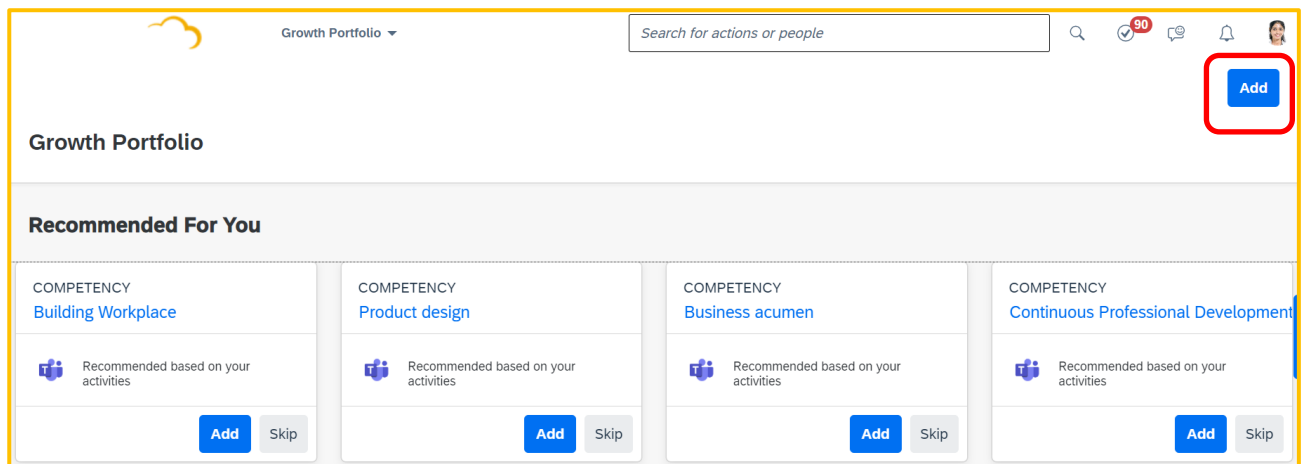 Growth Portfolio
Search for actions or people
90
Add
Growth Portfolio
Recommended For You
COMPETENCY
Building Workplace
Recommended based on your
activities
Add Skip
COMPETENCY
Product design
Recommended based on your
activities
Add Skip
COMPETENCY
Business acumen
Recommended based on your
activities
Add Skip
COMPETENCY
Continuous Professional Development
Recommended based on your
activities
Add Skip